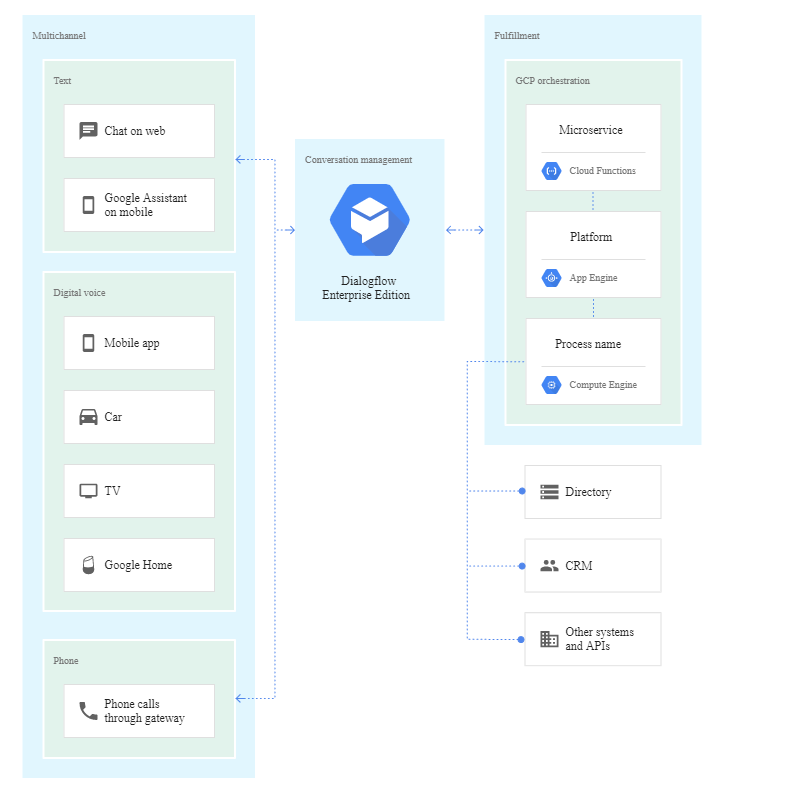 Multichannel
Text
Chat on web
Google Assistant
on mobile
Digital voice
Mobile app
Car
TV
Google Home
Phone
Phone calls
through gateway
Conversation management
Dialogflow
Enterprise Edition
Fulfillment
GCP orchestration
Microservice
Cloud Functions
Platform
App Engine
Process name
Compute Engine
Directory
CRM
Other systems
and APIs